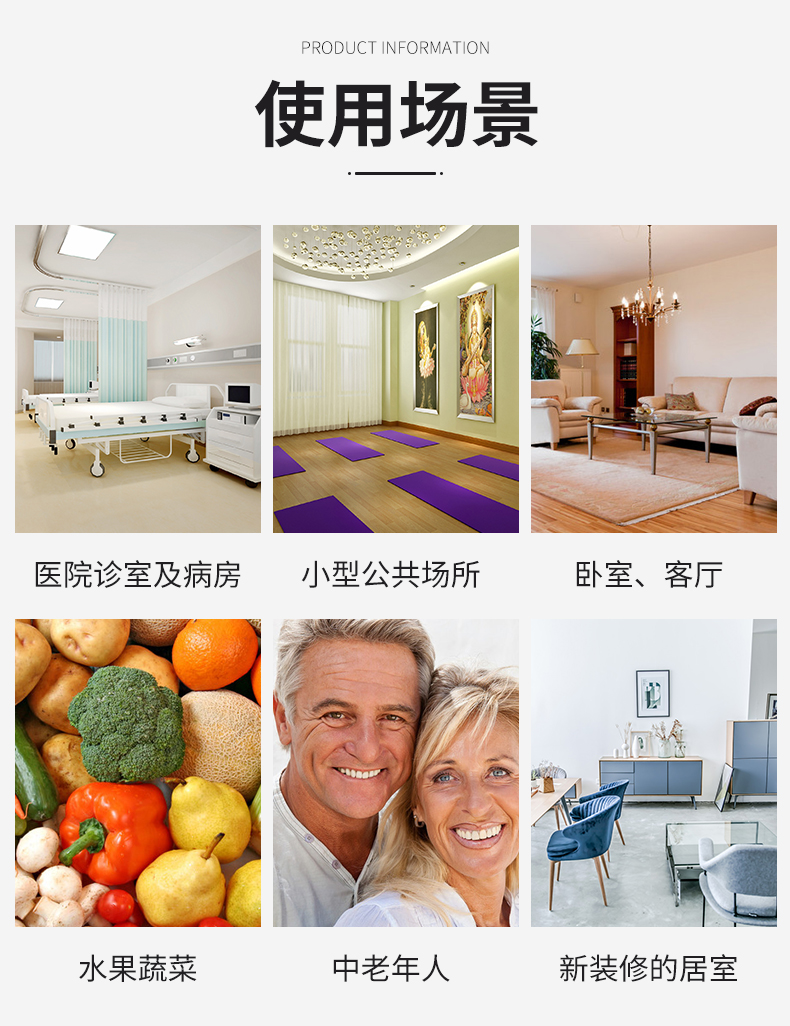 PRODUCT INFORMATION
使用场景
医院诊室及病房
小型公共场所
卧室、客厅
水果蔬菜
中老年人
新装修的居室